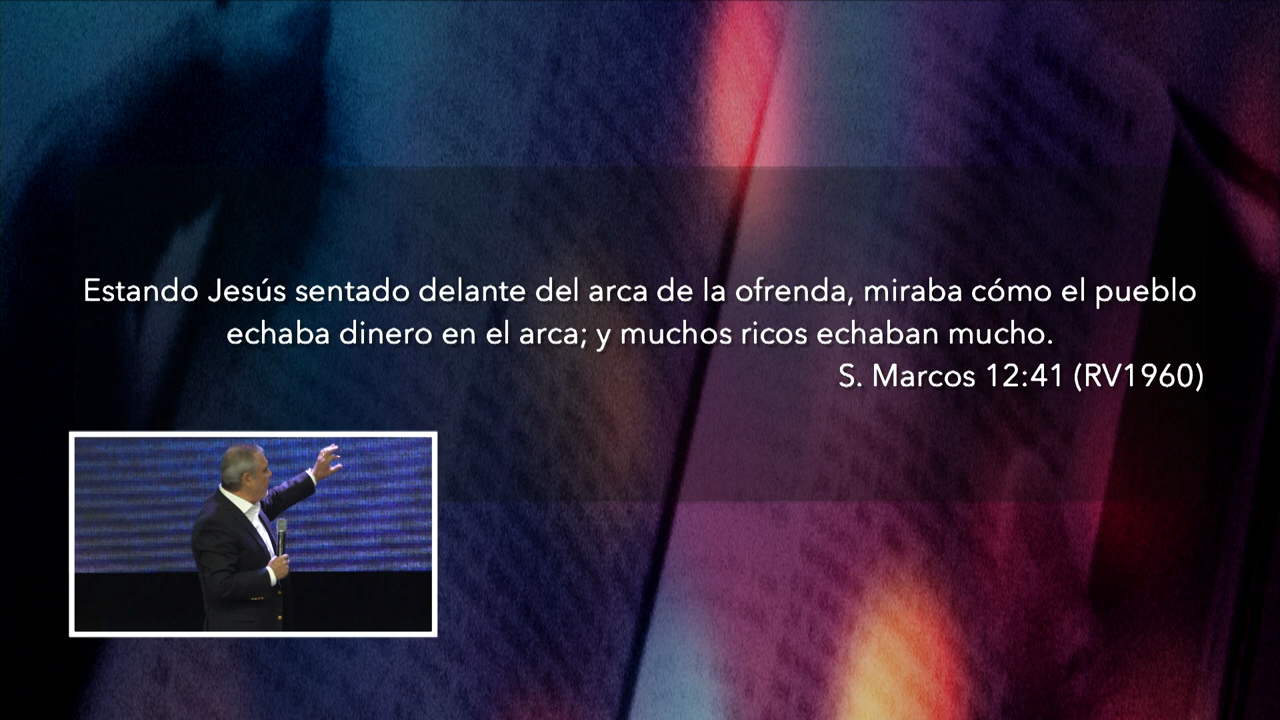 Estando Jesús sentado delante del arca de la ofrenda, miraba cómo el pueblo
echaba dinero en el arca; y muchos ricos echaban mucho.
S. Marcos 12:41 (RV1960)